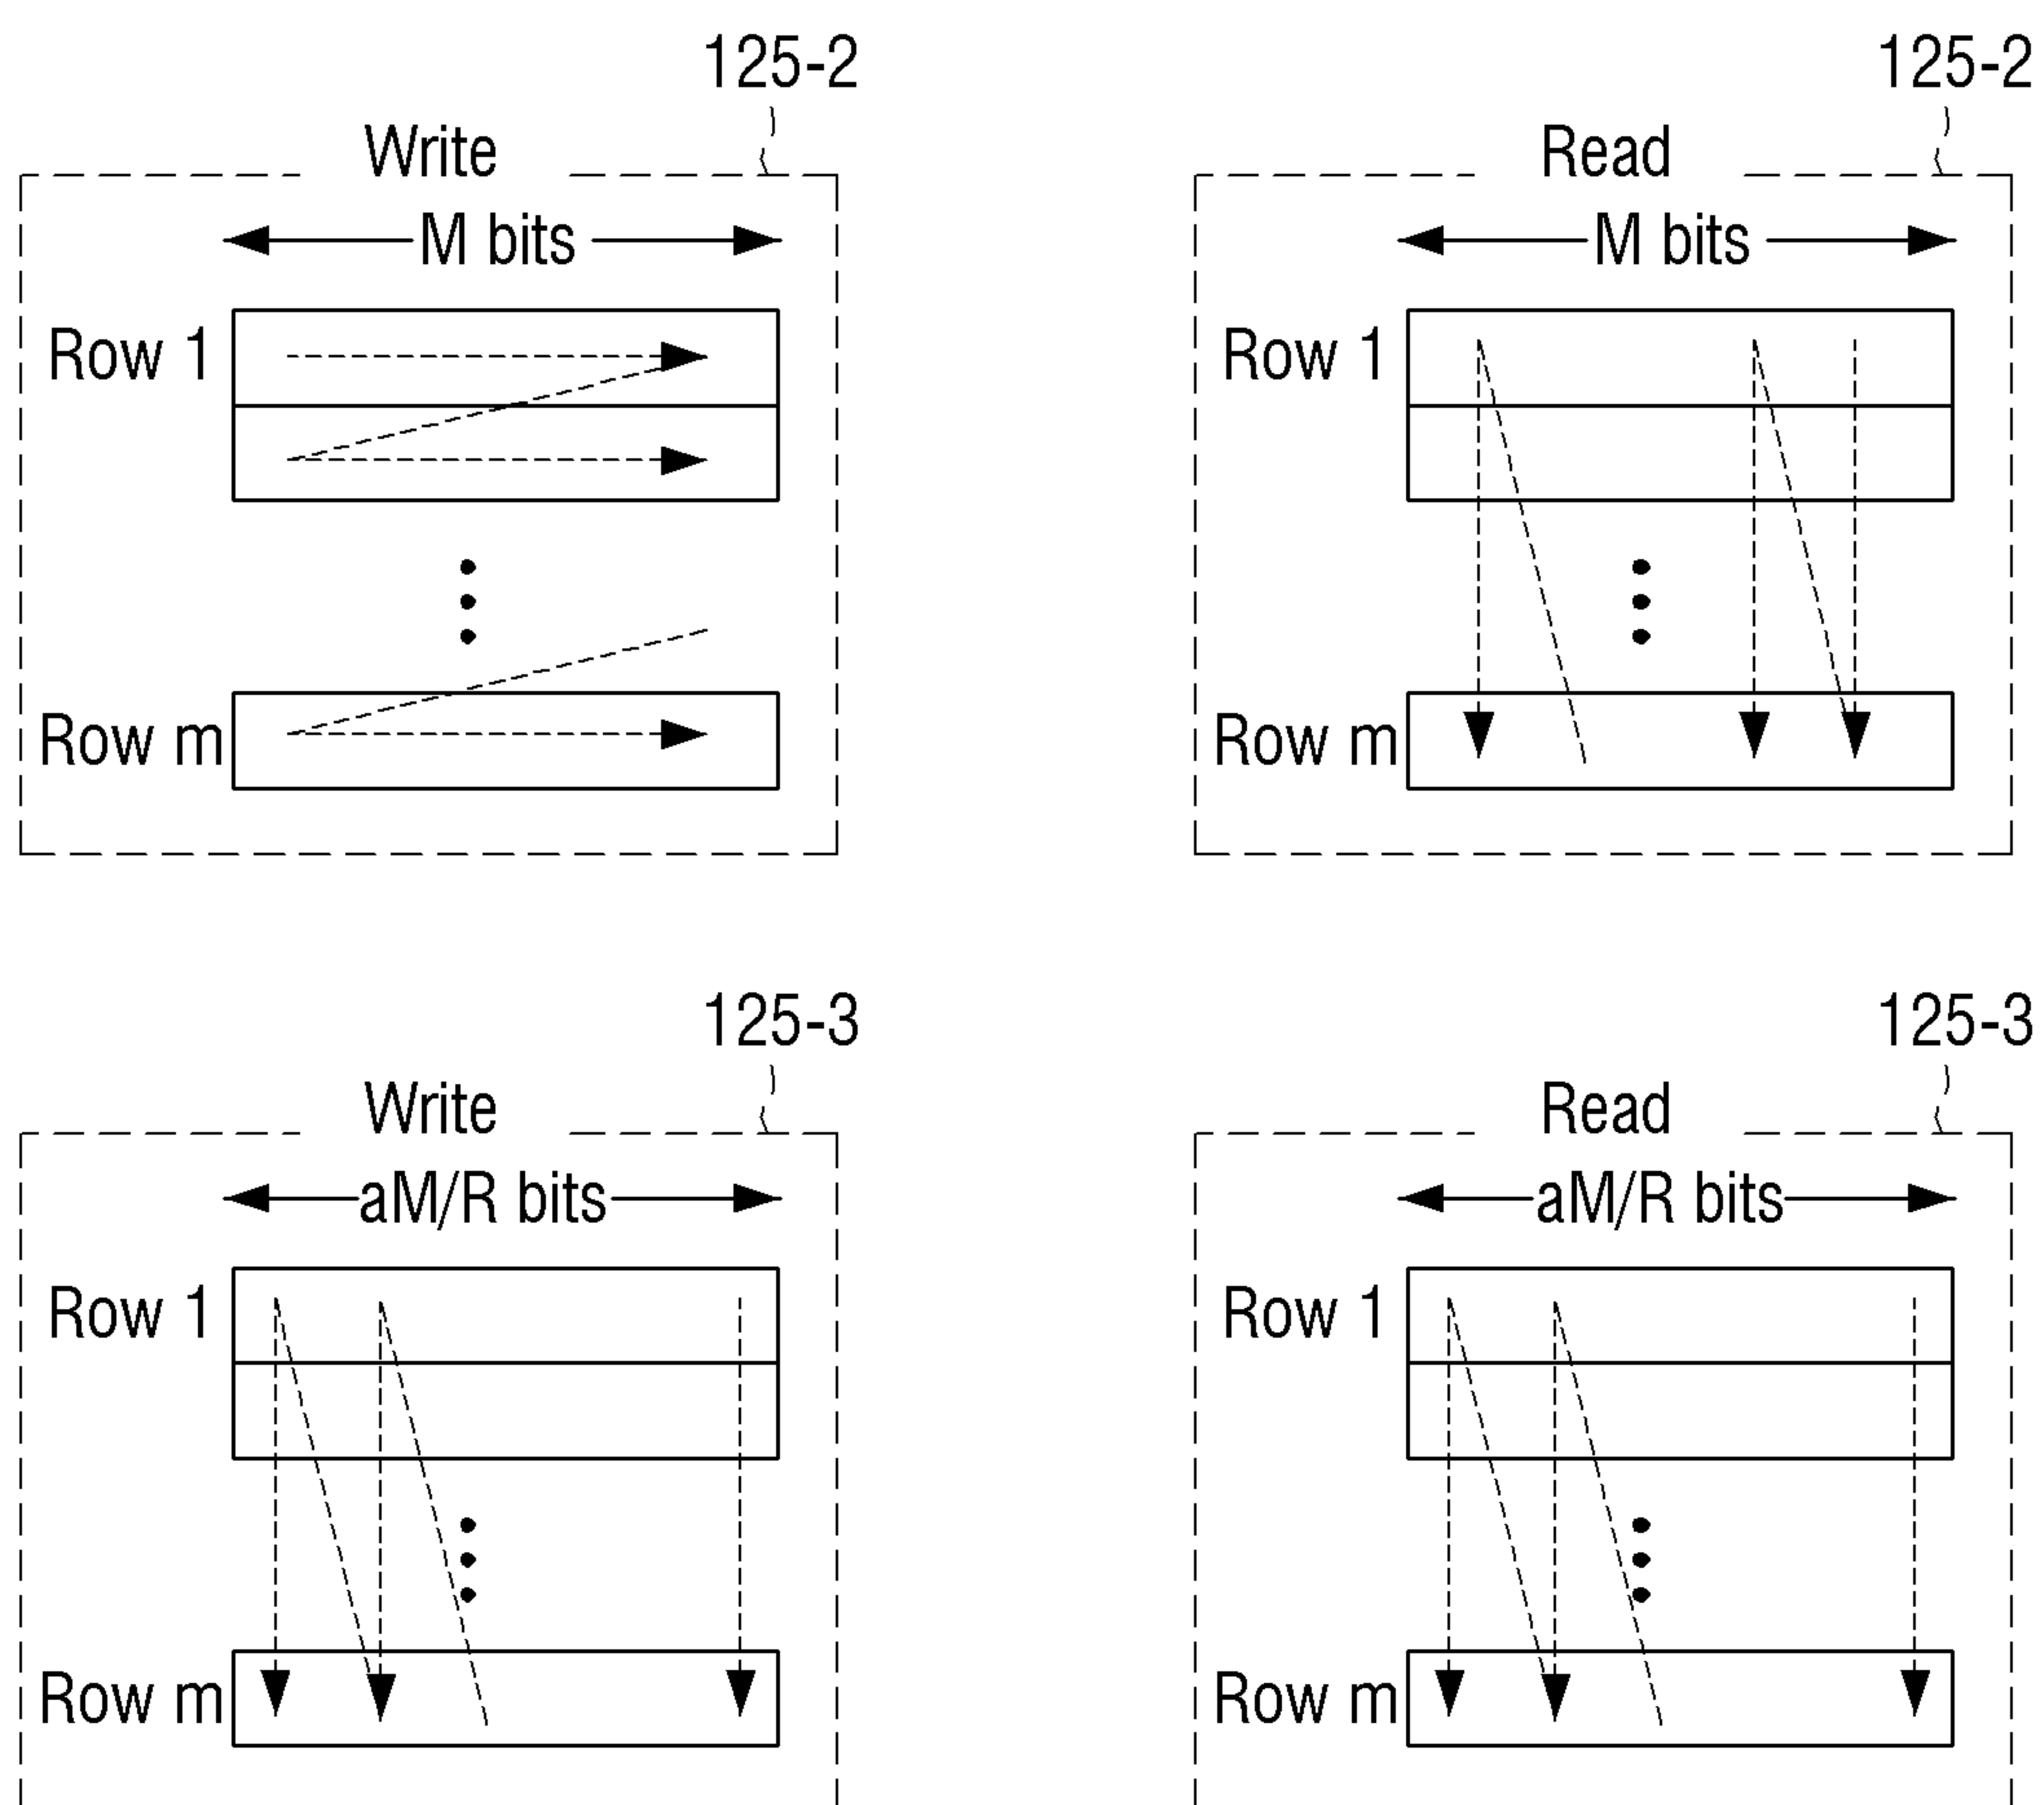 125-2
Write
M bits
Row 1
Row m
125-2
Read
M bits
Row 1
Row m
125-3
Write
aM/R bits
Row 1
Row m
125-3
Read
aM/R bits
Row 1
Row m